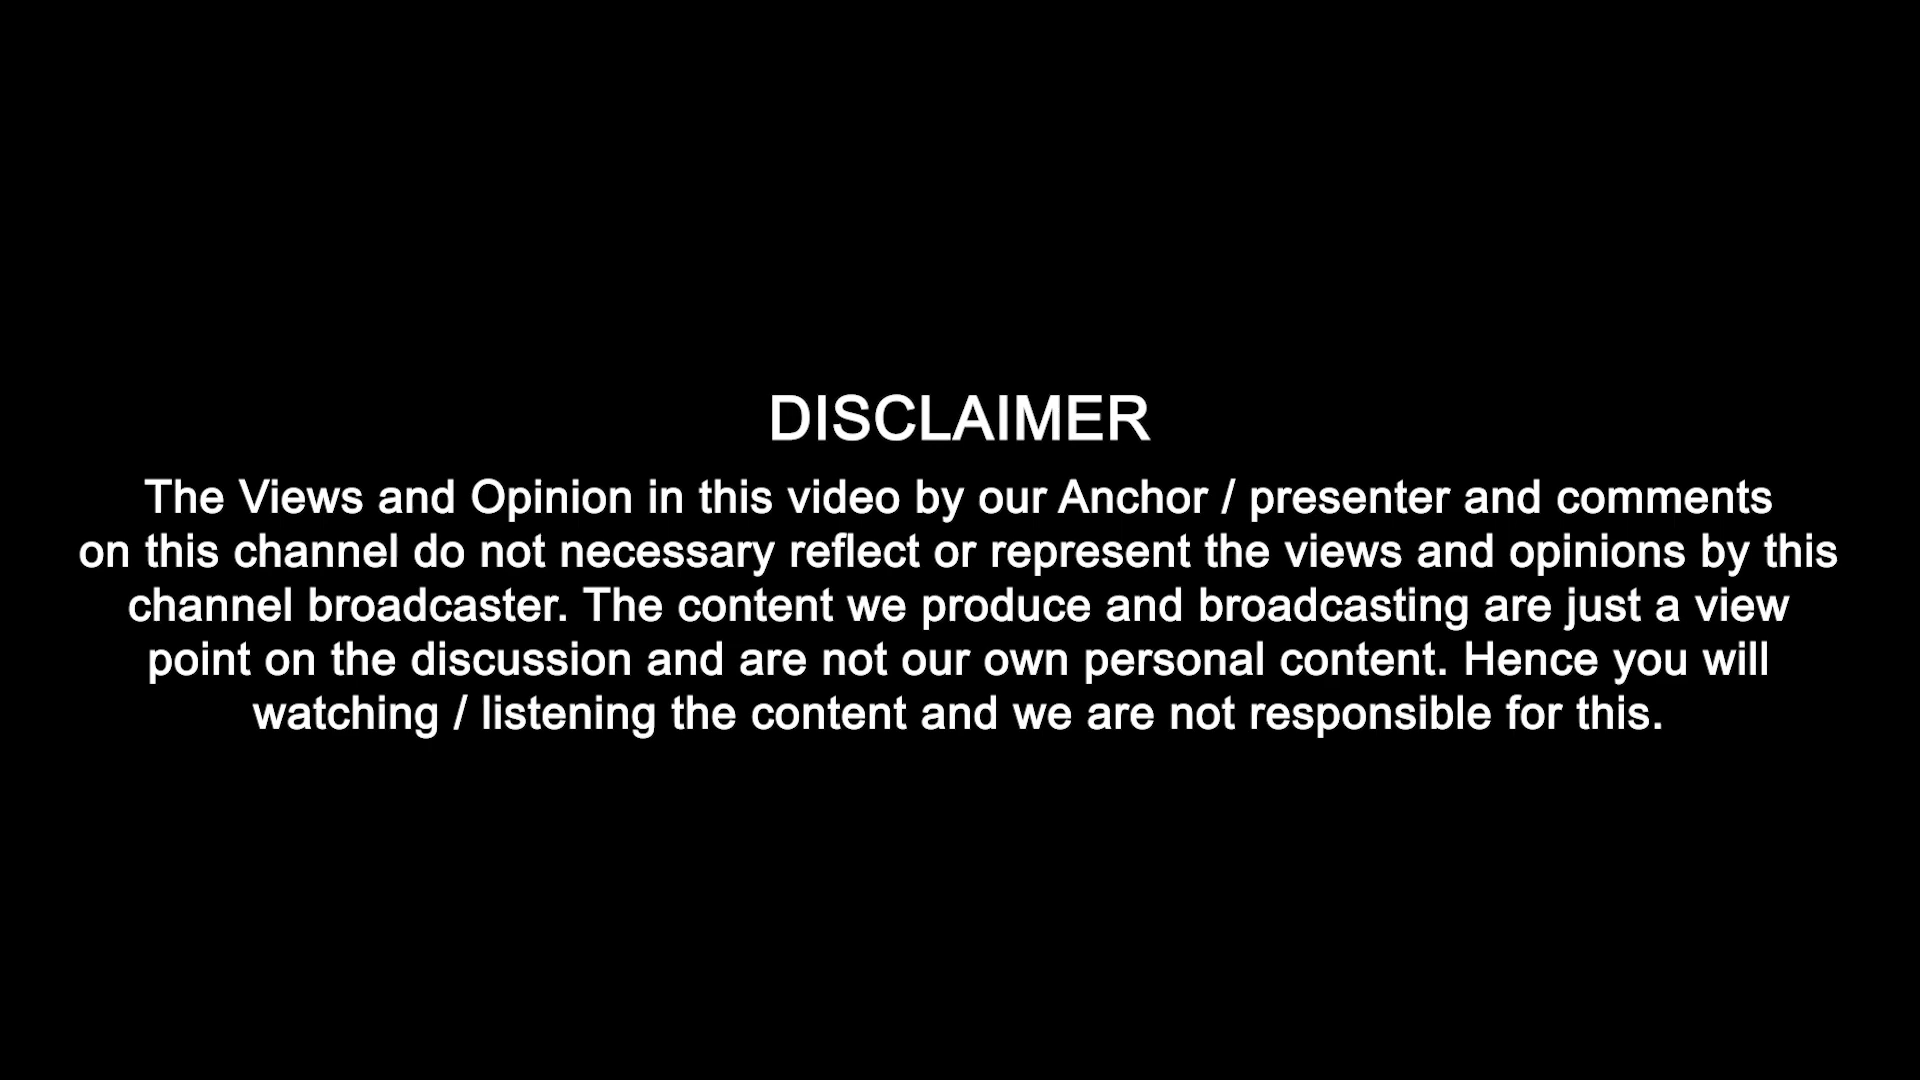 DISCLAIMER
The Views and Opinion in this video by our Anchor / presenter and comments
on this channel do not necessary reflect or represent the views and opinions by this
channel broadcaster. The content we produce and broadcasting are just a view
point on the discussion and are not our own personal content. Hence you will
watching / listening the content and we are not responsible for this.